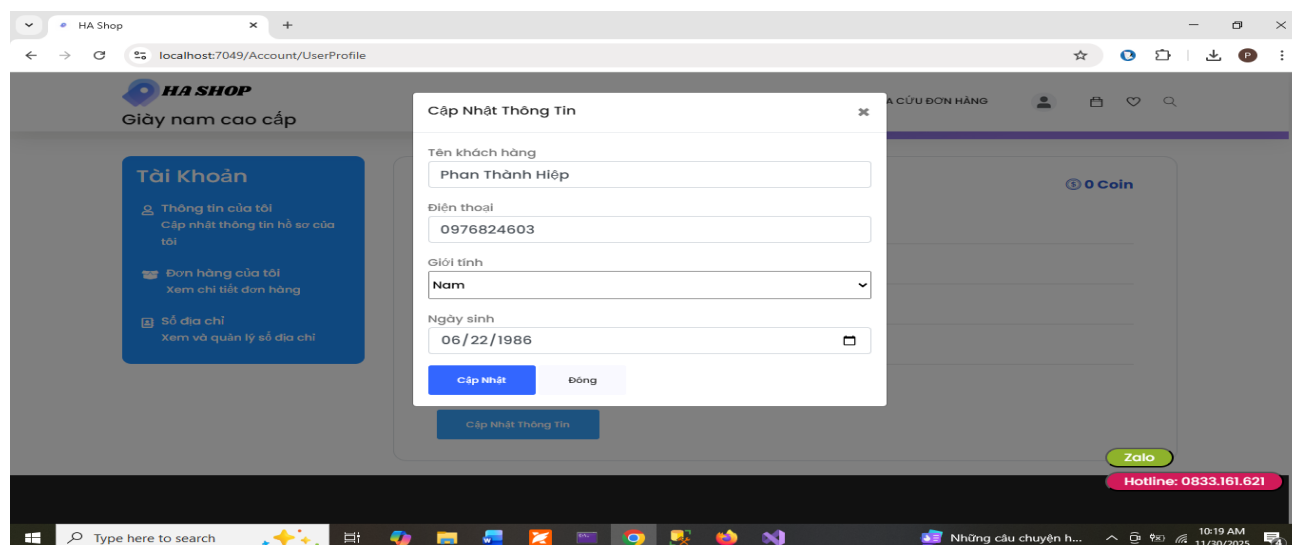 HA Shop
localhost:7049/Account/UserProfile
P
HA SHOP
Giày nam cao cấp
A CỨU ĐƠN HÀNG
Tài Khoản
Thông tin của tôi
Cập nhật thông tin hồ sơ của
tôi
Đơn hàng của tôi
Xem chi tiết đơn hàng
Sổ địa chỉ
Xem và quản lý sổ địa chỉ
0 Coin
Cập Nhật Thông Tin
Tên khách hàng
Phan Thành Hiệp
Điện thoại
0976824603
Giới tính
Nam
Ngày sinh
06/22/1986
Cập Nhật
Đóng
Cập Nhật Thông Tin
Zalo
Hotline: 0833.161.621
Type here to search
Những câu chuyện h...
10:19 AM
11/30/2025